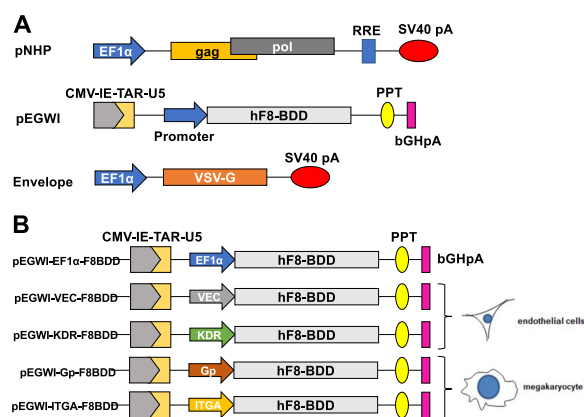 A
RRE
SV40 pA
pNHP
EF1α
gag
pol
CMV-IE-TAR-U5
PPT
pEGWI
hF8-BDD
Promoter
bGHpA
SV40 pA
Envelope
EF1α
VSV-G
B
CMV-IE-TAR-U5
PPT
pEGWI-EF1α-F8BDD
EF1α
hF8-BDD
bGHpA
pEGWI-VEC-F8BDD
VEC
hF8-BDD
endothelial cells
pEGWI-KDR-F8BDD
KDR
hF8-BDD
pEGWI-Gp-F8BDD
Gp
hF8-BDD
megakaryocyte
pEGWI-ITGA-F8BDD
ITGA
hF8-BDD